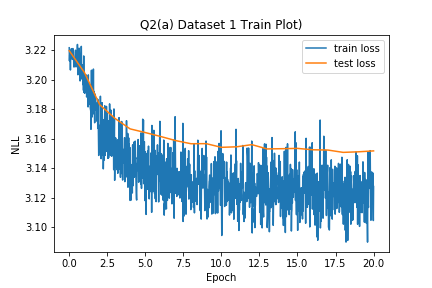 Q2(a) Dataset 1 Train Plot)
train loss
test loss
NLL
3.22
3.20
3.18
3.16
3.14
3.12
3.10
0.0 2.5 5.0 7.5 10.0 12.5 15.0 17.5 20.0
Epoch